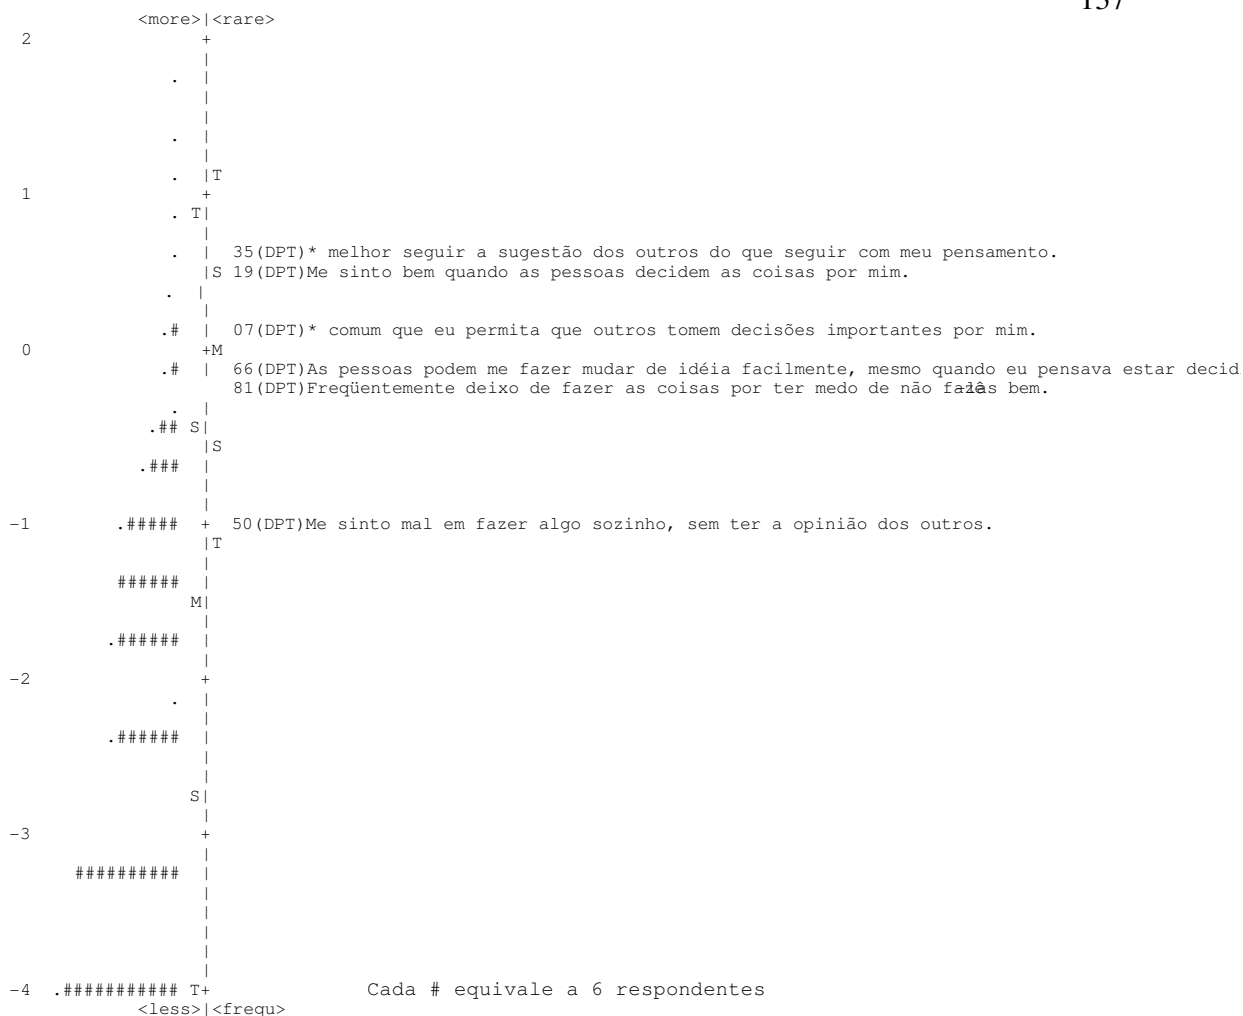 137
<more>|<rare>
2 +
|
. |
|
|
. |
|
. |T
1 +
. T|
|
. | 35(DPT)* melhor seguir a sugestão dos outros do que seguir com meu pensamento.
|S 19(DPT)Me sinto bem quando as pessoas decidem as coisas por mim.
. |
|
.# | 07(DPT)* comum que eu permita que outros tomem decisões importantes por mim.
0 +M
.# | 66(DPT)As pessoas podem me fazer mudar de idéia facilmente, mesmo quando eu pensava estar decid
81(DPT)Freqüentemente deixo de fazer as coisas por ter medo de não bem.
. |
.## S|
|S
.### |
|
|
-1 .##### + 50(DPT)Me sinto mal em fazer algo sozinho, sem ter a opinião dos outros.
|T
|
###### |
M|
|
.###### |
|
-2 +
. |
|
.###### |
|
|
S|
|
-3 +
|
########## |
|
|
|
|
|
-4 .########### T+ Cada # equivale a 6 respondentes
<less>|<frequ>